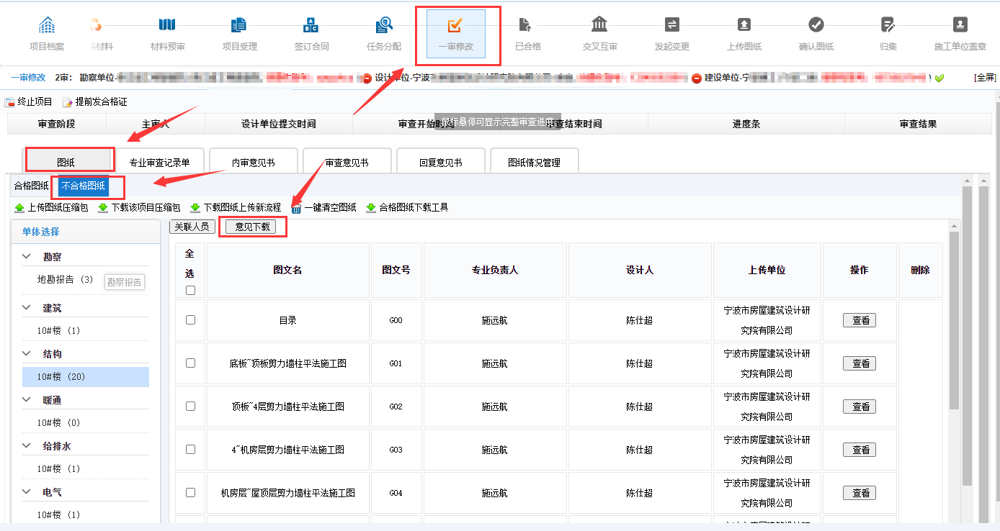 项目档案
等材料
材料预审
项目受理
签订合同
任务分配
一审修改
已合格
交叉互审
发起变更
上传图纸
确认图纸
归集
施工单位盖章
一审修改 2审： 勘察单位- 设计单位-宁波 建设单位-宁 [全屏]
终止项目 提前发合格证
审查阶段 主审人 设计单位提交时间 审查开始时间 审查结束时间 进度条 审查结果
鼠标悬停可显示完整审查进度
图纸 专业审查记录单 内审意见书 审查意见书 回复意见书 图纸情况管理
合格图纸 不合格图纸
上传图纸压缩包 下载该项目压缩包 下载图纸上传新流程 一键清空图纸 合格图纸下载工具
单体选择
勘察
地勘报告 (3) 勘察报告
建筑
10#楼 (1)
结构
10#楼 (20)
暖通
10#楼 (0)
给排水
10#楼 (1)
电气
10#楼 (1)
关联人员 意见下载
全
选
图文名 图文号 专业负责人 设计人 上传单位 操作 删除
目录 G00 施远航 陈仕超 宁波市房屋建筑设计研
究院有限公司 查看
底板~顶板剪力墙柱平法施工图 G01 施远航 陈仕超 宁波市房屋建筑设计研
究院有限公司 查看
顶板~4层剪力墙柱平法施工图 G02 施远航 陈仕超 宁波市房屋建筑设计研
究院有限公司 查看
4~机房层剪力墙柱平法施工图 G03 施远航 陈仕超 宁波市房屋建筑设计研
究院有限公司 查看
机房层~屋顶层剪力墙柱平法施工图 G04 施远航 陈仕超 宁波市房屋建筑设计研
究院有限公司 查看